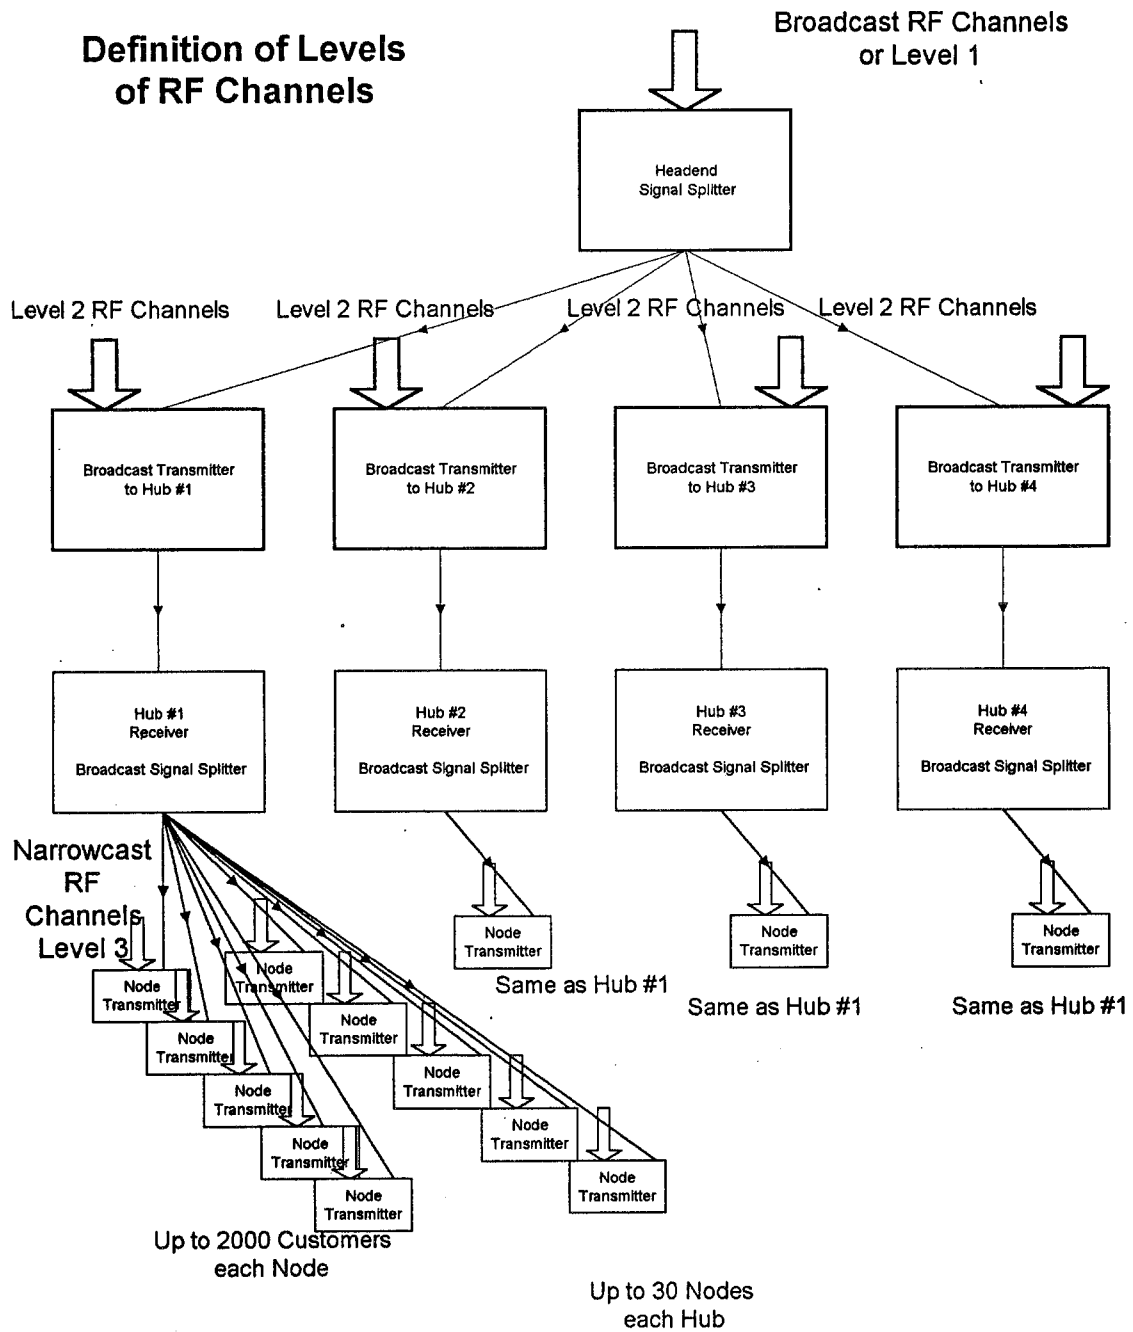 Definition of Levels
of RF Channels
Broadcast RF Channels
or Level 1
Headend
Signal Splitter
Level 2 RF Channels
Level 2 RF Channels
Level 2 RF Channels
Level 2 RF Channels
Broadcast Transmitter
to Hub #1
Broadcast Transmitter
to Hub #2
Broadcast Transmitter
to Hub #3
Broadcast Transmitter
to Hub #4
Hub #1
Receiver
Broadcast Signal Splitter
Hub #2
Receiver
Broadcast Signal Splitter
Hub #3
Receiver
Broadcast Signal Splitter
Hub #4
Receiver
Broadcast Signal Splitter
Narrowcast
RF
Channels
Level 3
Node
Transmitter
Node
Transmitter
Node
Transmitter
Node
Transmitter
Node
Transmitter
Node
Transmitter
Node
Transmitter
Node
Transmitter
Node
Transmitter
Node
Transmitter
Node
Transmitter
Same as Hub #1
Node
Transmitter
Same as Hub #1
Node
Transmitter
Same as Hub #1
Up to 2000 Customers
each Node
Up to 30 Nodes
each Hub